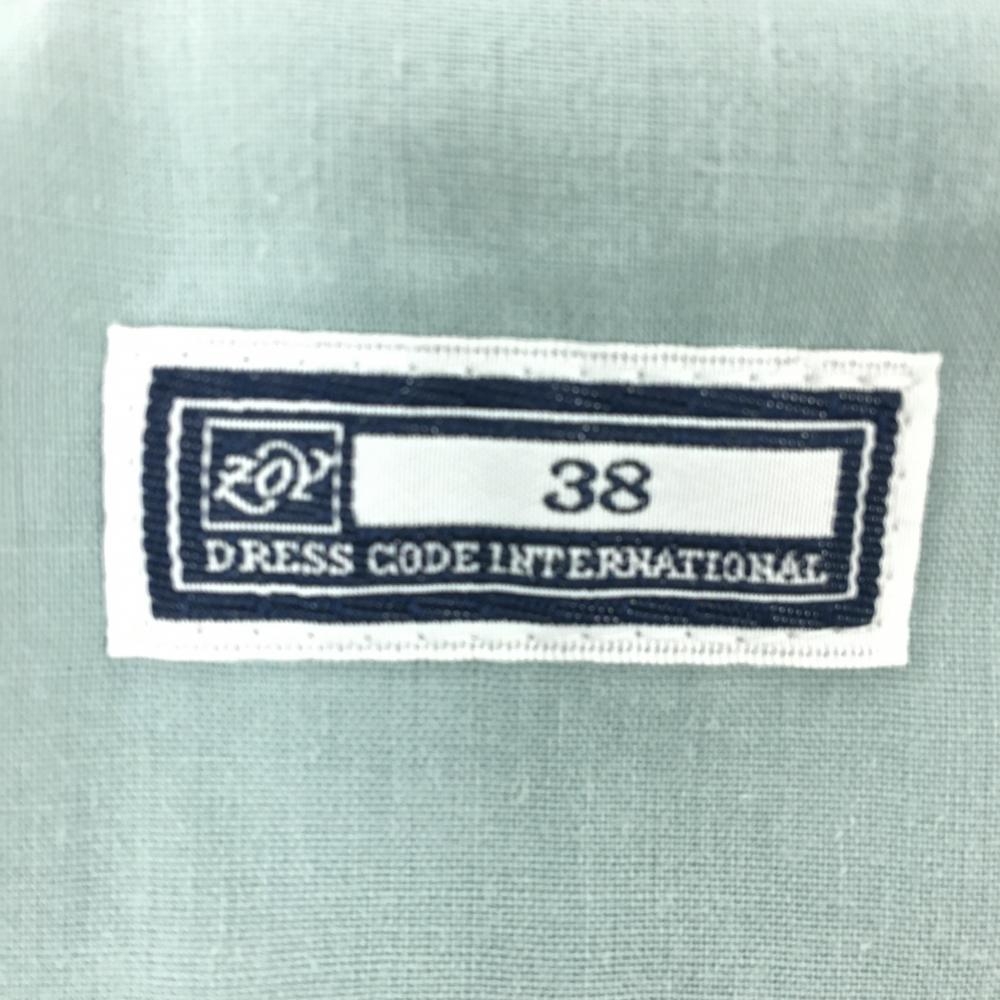 ZOY
38
DRESS CODE INTERNATIONAL